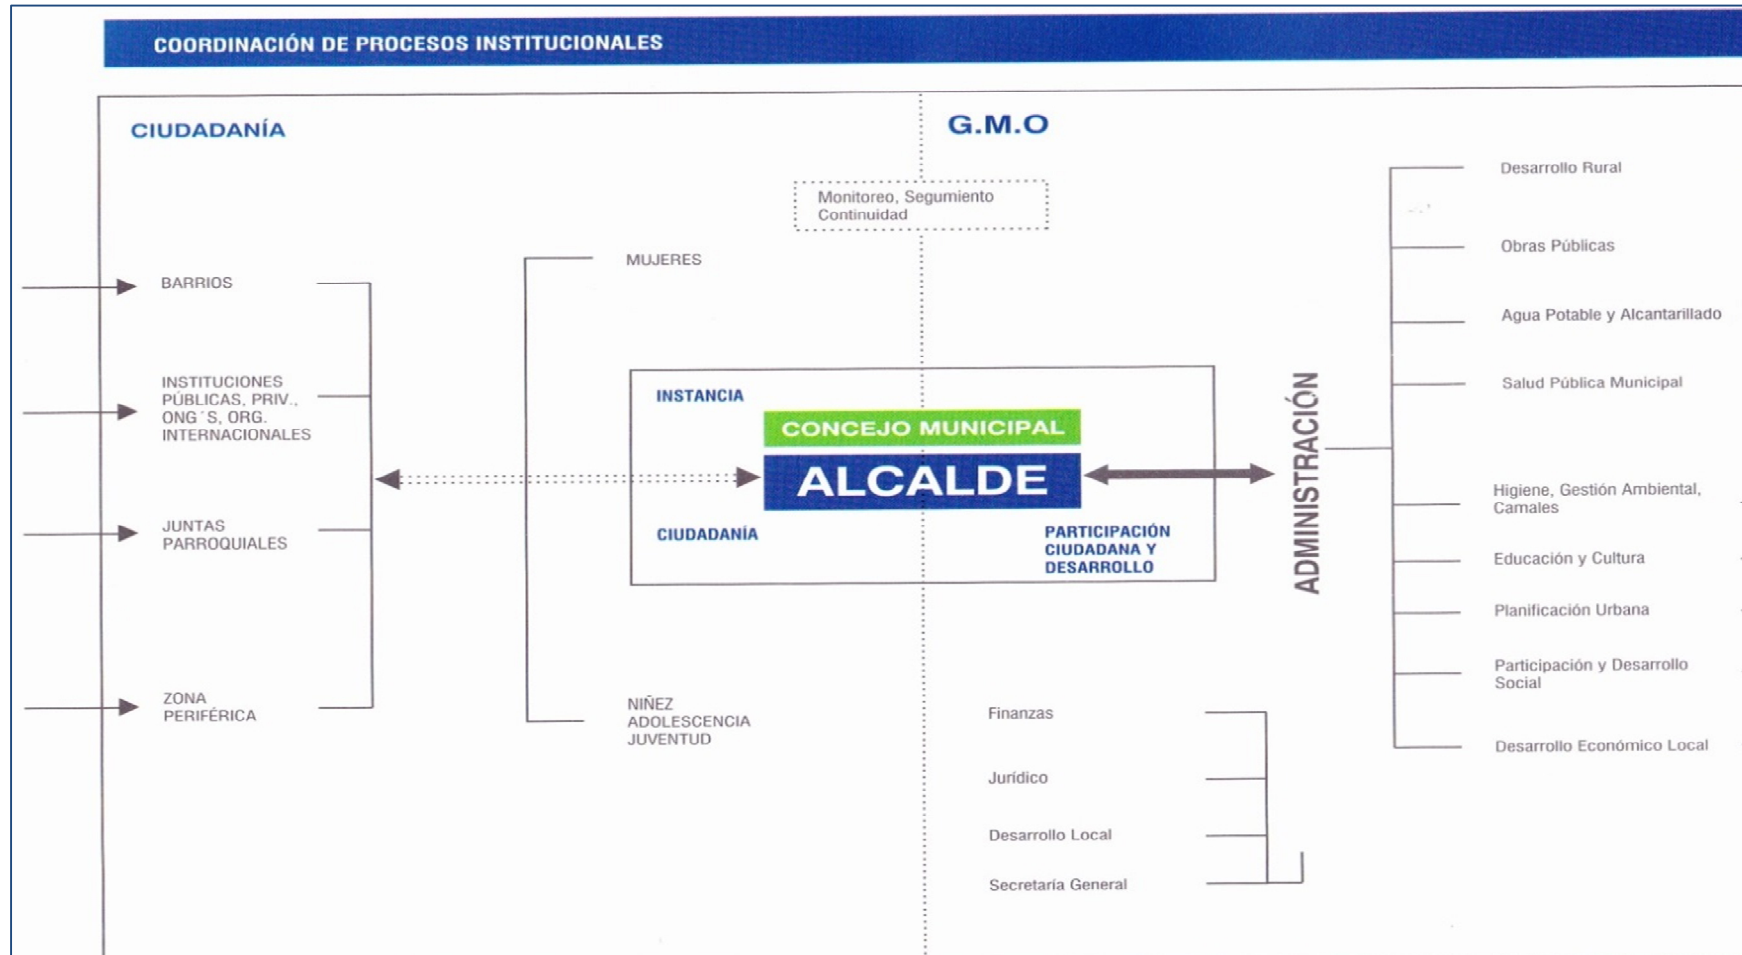 COORDINACIÓN DE PROCESOS INSTITUCIONALES
CIUDADANÍA
G.M.O
Monitoreo, Segumiento
Continuidad
BARRIOS
INSTITUCIONES
PÚBLICAS, PRIV.,
ONG´S, ORG.
INTERNACIONALES
JUNTAS
PARROQUIALES
ZONA
PERIFÉRICA
MUJERES
NIÑEZ
ADOLESCENCIA
JUVENTUD
INSTANCIA
CONCEJO MUNICIPAL
ALCALDE
CIUDADANÍA
PARTICIPACIÓN
CIUDADANA Y
DESARROLLO
ADMINISTRACIÓN
Desarrollo Rural
Obras Públicas
Agua Potable y Alcantarillado
Salud Pública Municipal
Higiene, Gestión Ambiental,
Camales
Educación y Cultura
Planificación Urbana
Participación y Desarrollo
Social
Desarrollo Económico Local
Finanzas
Jurídico
Desarrollo Local
Secretaría General